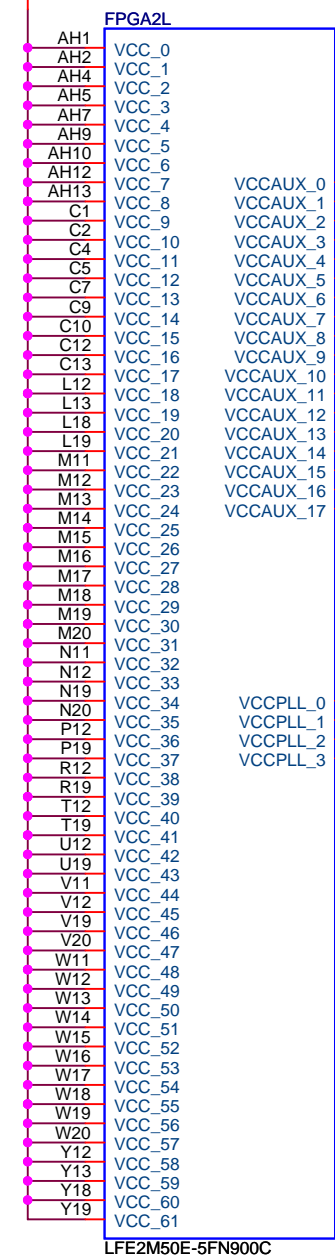 FPGA2L
AH1 VCC_0
AH2 VCC_1
AH4 VCC_2
AH5 VCC_3
AH7 VCC_4
AH9 VCC_5
AH10 VCC_6
AH12 VCC_7 VCCAUX_0
AH13 VCC_8 VCCAUX_1
C1 VCC_9 VCCAUX_2
C2 VCC_10 VCCAUX_3
C4 VCC_11 VCCAUX_4
C5 VCC_12 VCCAUX_5
C7 VCC_13 VCCAUX_6
C9 VCC_14 VCCAUX_7
C10 VCC_15 VCCAUX_8
C12 VCC_16 VCCAUX_9
C13 VCC_17 VCCAUX_10
L12 VCC_18 VCCAUX_11
L13 VCC_19 VCCAUX_12
L18 VCC_20 VCCAUX_13
L19 VCC_21 VCCAUX_14
M11 VCC_22 VCCAUX_15
M12 VCC_23 VCCAUX_16
M13 VCC_24 VCCAUX_17
M14 VCC_25
M15 VCC_26
M16 VCC_27
M17 VCC_28
M18 VCC_29
M19 VCC_30
M20 VCC_31
N11 VCC_32
N12 VCC_33
N19 VCC_34 VCCPLL_0
N20 VCC_35 VCCPLL_1
P12 VCC_36 VCCPLL_2
P19 VCC_37 VCCPLL_3
R12 VCC_38
R19 VCC_39
T12 VCC_40
T19 VCC_41
U12 VCC_42
U19 VCC_43
V11 VCC_44
V12 VCC_45
V19 VCC_46
V20 VCC_47
W11 VCC_48
W12 VCC_49
W13 VCC_50
W14 VCC_51
W15 VCC_52
W16 VCC_53
W17 VCC_54
W18 VCC_55
W19 VCC_56
W20 VCC_57
Y12 VCC_58
Y13 VCC_59
Y18 VCC_60
Y19 VCC_61
LFE2M50E-5FN900C